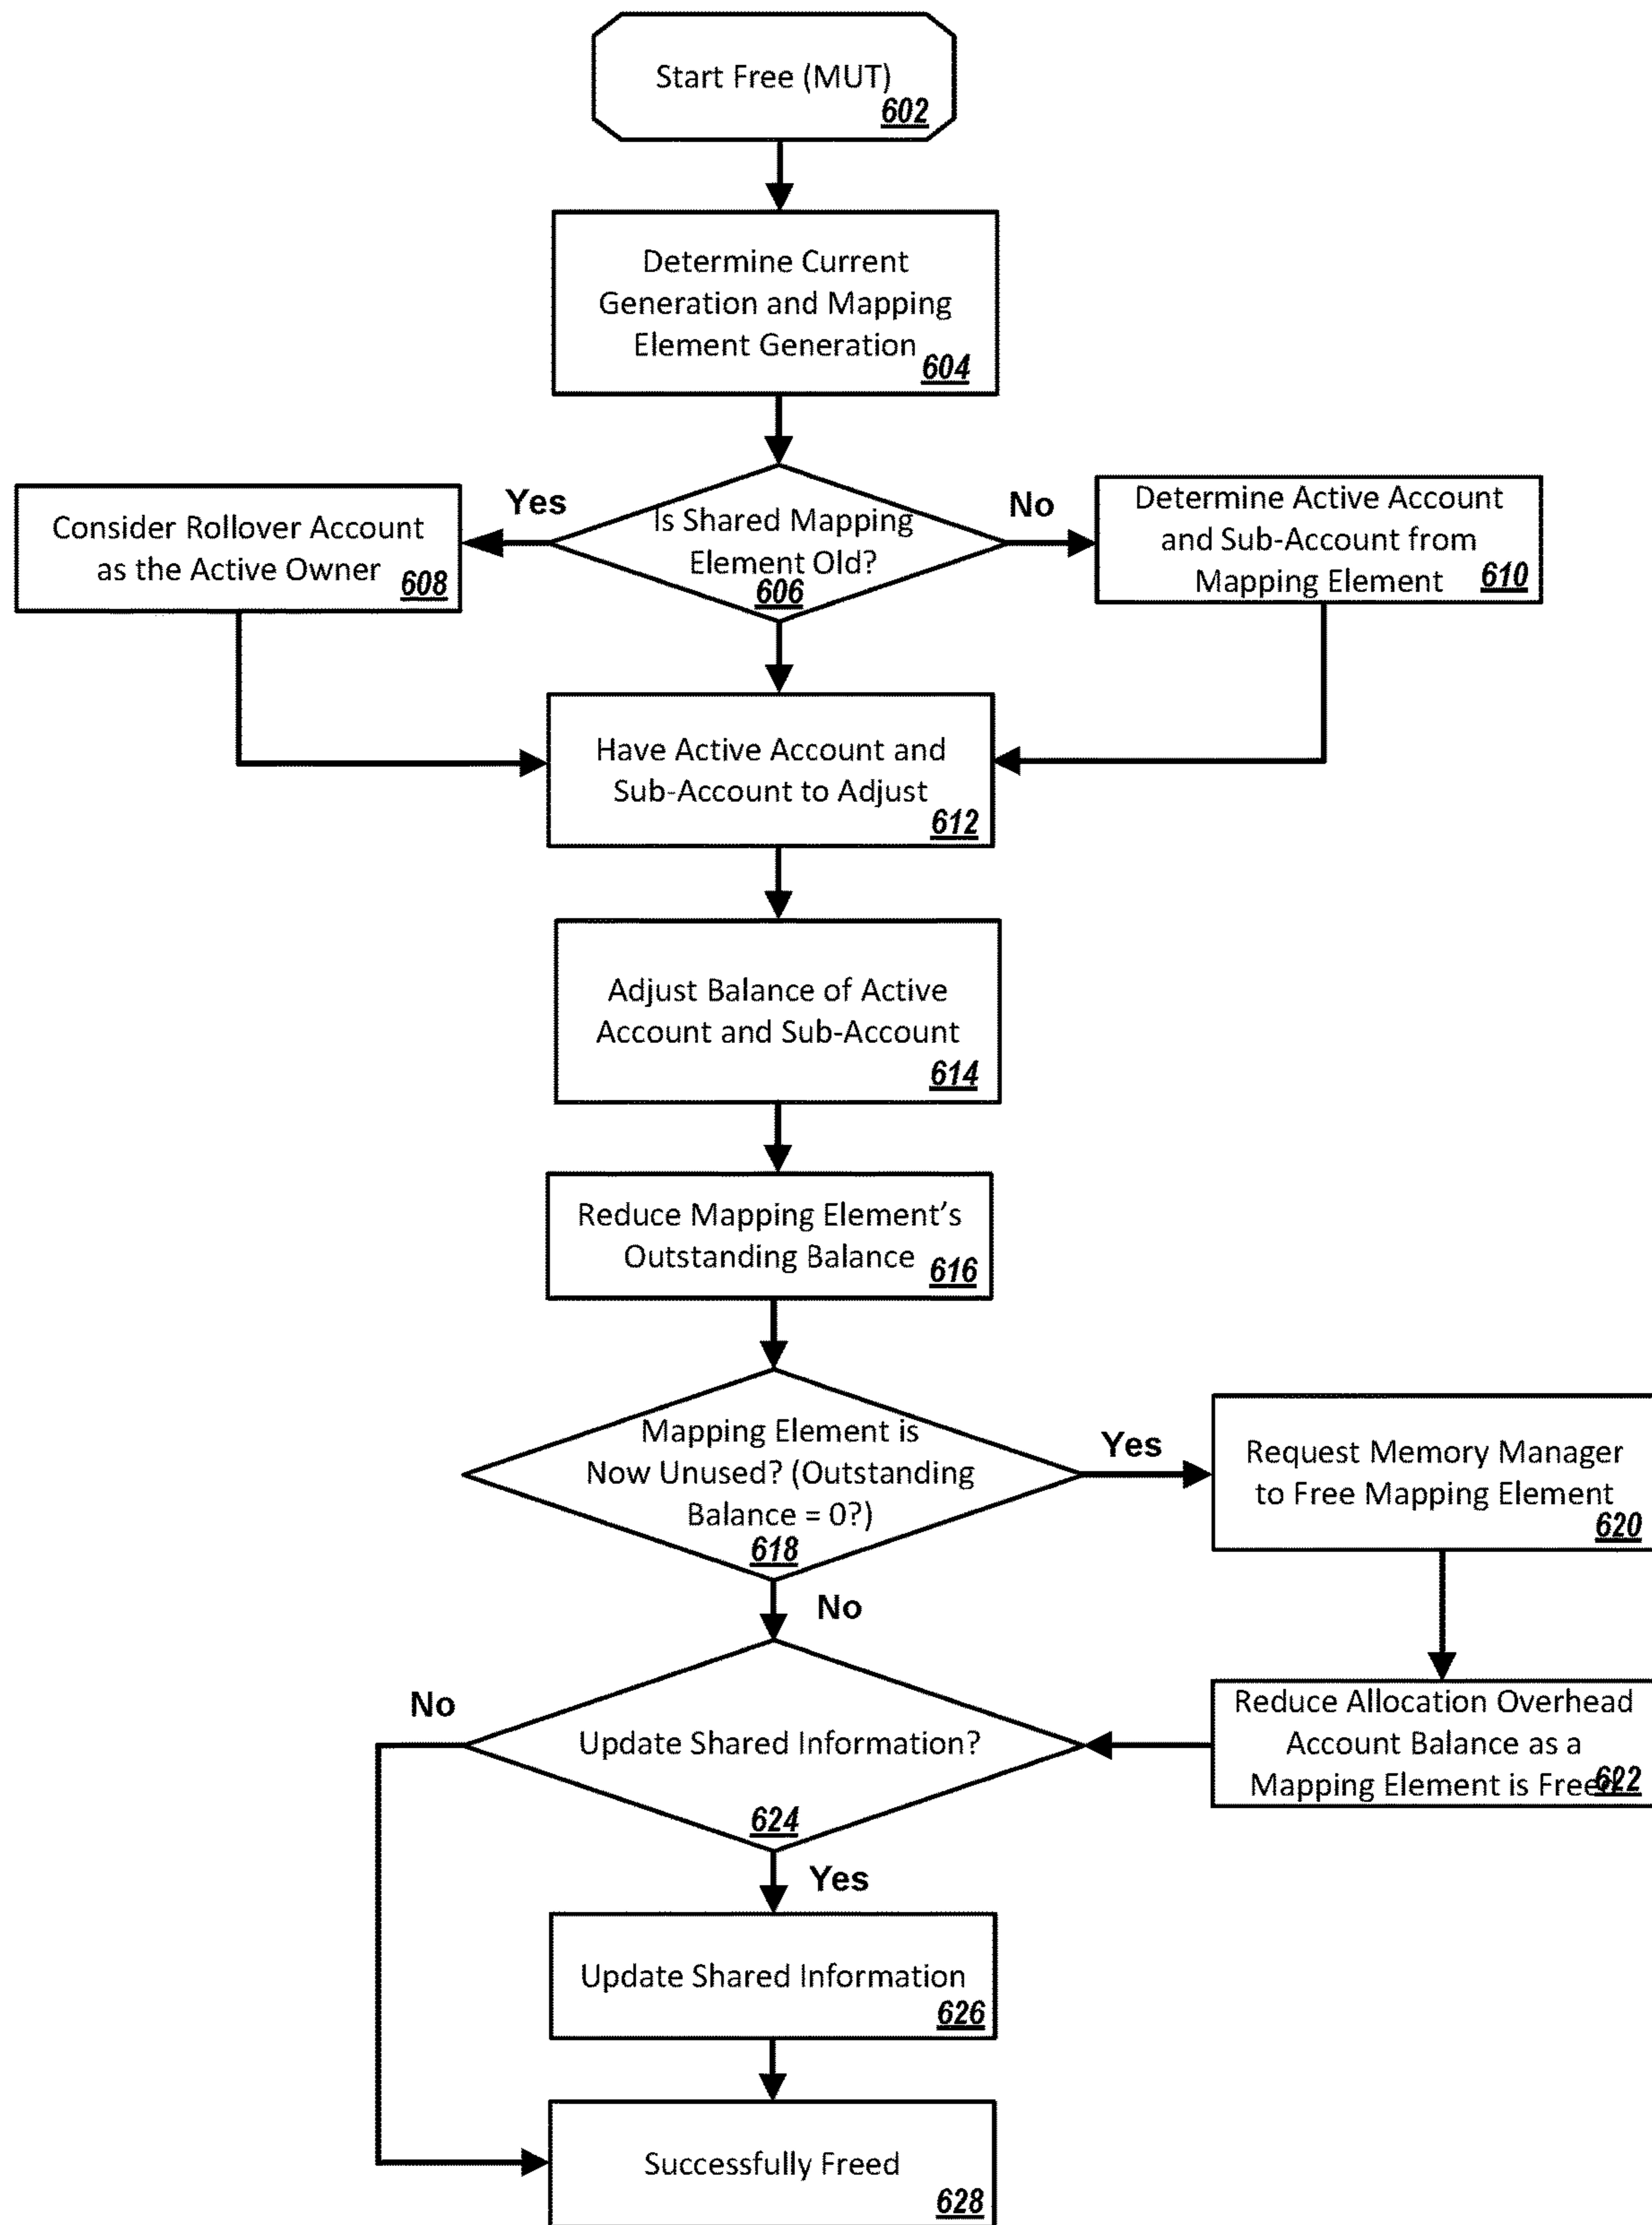 Start Free (MUT)
602
Determine Current
Generation and Mapping
Element Generation
604
Yes
No
Is Shared Mapping
Element Old?
606
Consider Rollover Account
as the Active Owner
608
Determine Active Account
and Sub-Account from
Mapping Element
610
Have Active Account and
Sub-Account to Adjust
612
Adjust Balance of Active
Account and Sub-Account
614
Reduce Mapping Element's
Outstanding Balance
616
Mapping Element is
Now Unused? (Outstanding
Balance = 0?)
618
Yes
Request Memory Manager
to Free Mapping Element
620
No
Reduce Allocation Overhead
Account Balance as a
Mapping Element is Freed
622
No
Update Shared Information?
624
Yes
Update Shared Information
626
Successfully Freed
628